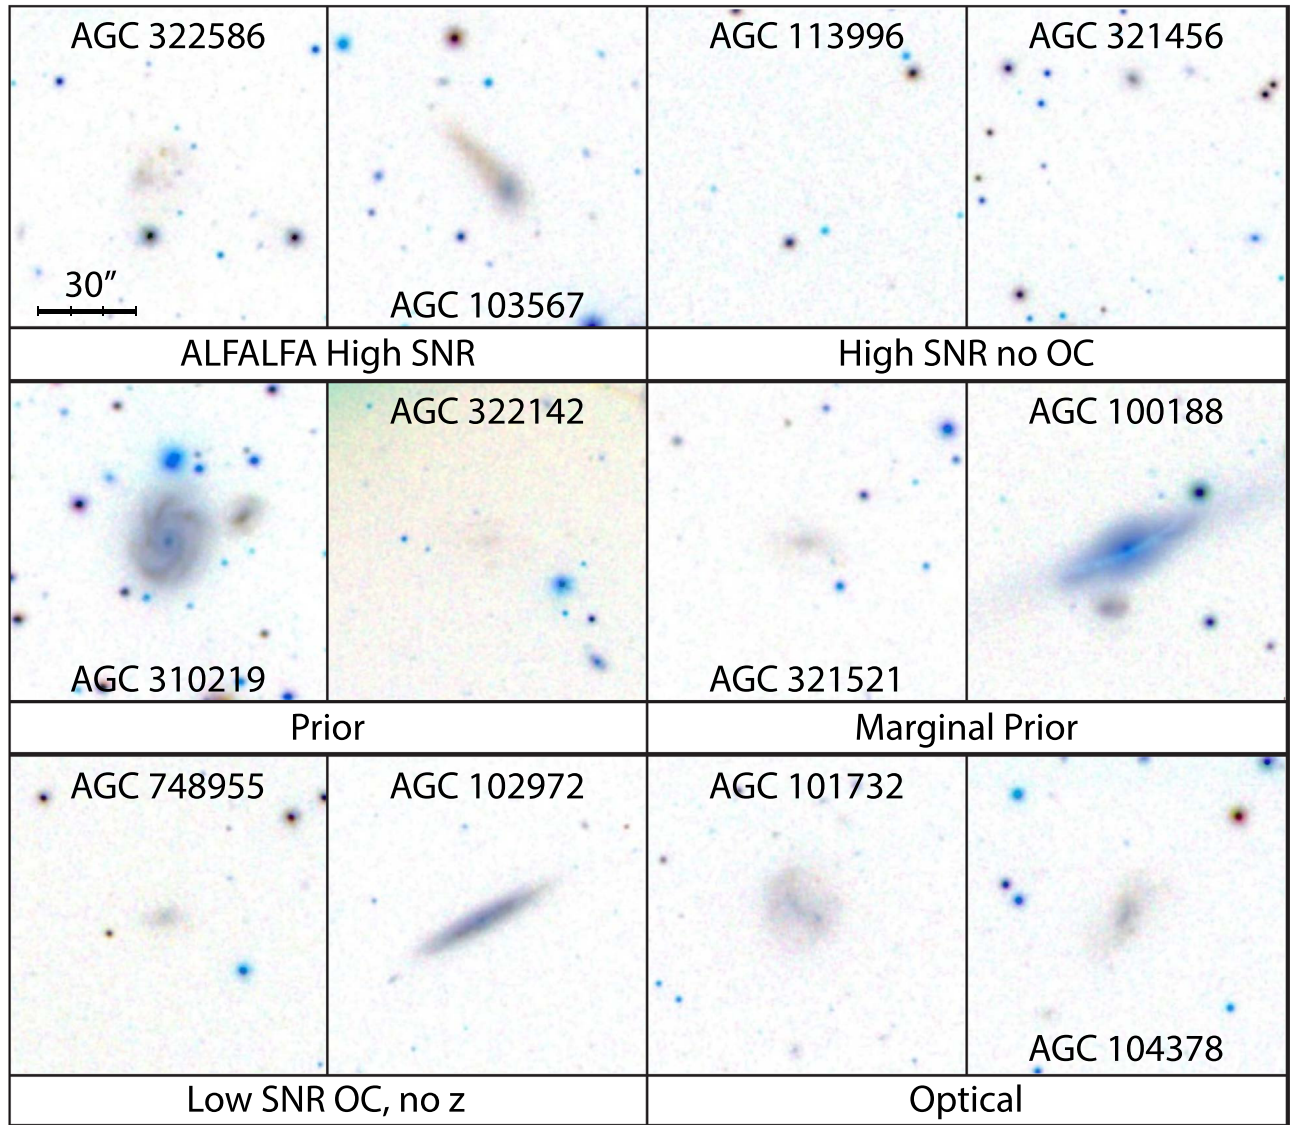 AGC 322586
AGC 113996
AGC 321456
30″
AGC 103567
ALFALFA High SNR
High SNR no OC
AGC 322142
AGC 100188
AGC 310219
AGC 321521
Prior
Marginal Prior
AGC 748955
AGC 102972
AGC 101732
AGC 104378
Low SNR OC, no z
Optical